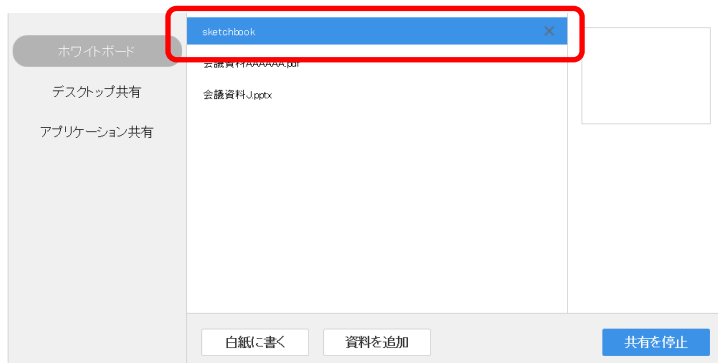 ホワイトボード
デスクトップ共有
アプリケーション共有
sketchbook
会議資料AAAAAA.pdf
会議資料J.pptx
白紙に書く
資料を追加
共有を停止